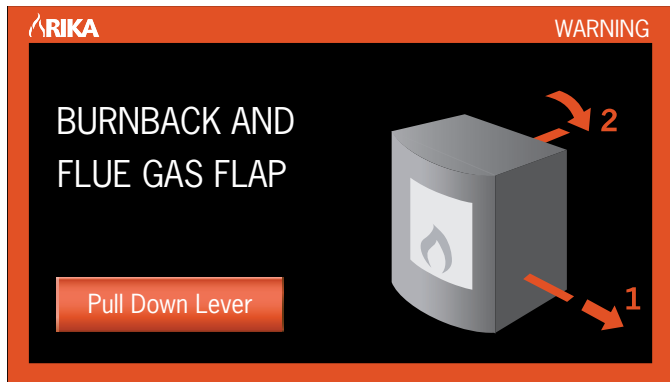 RIKA
WARNING
BURNBACK AND
FLUE GAS FLAP
2
1
Pull Down Lever